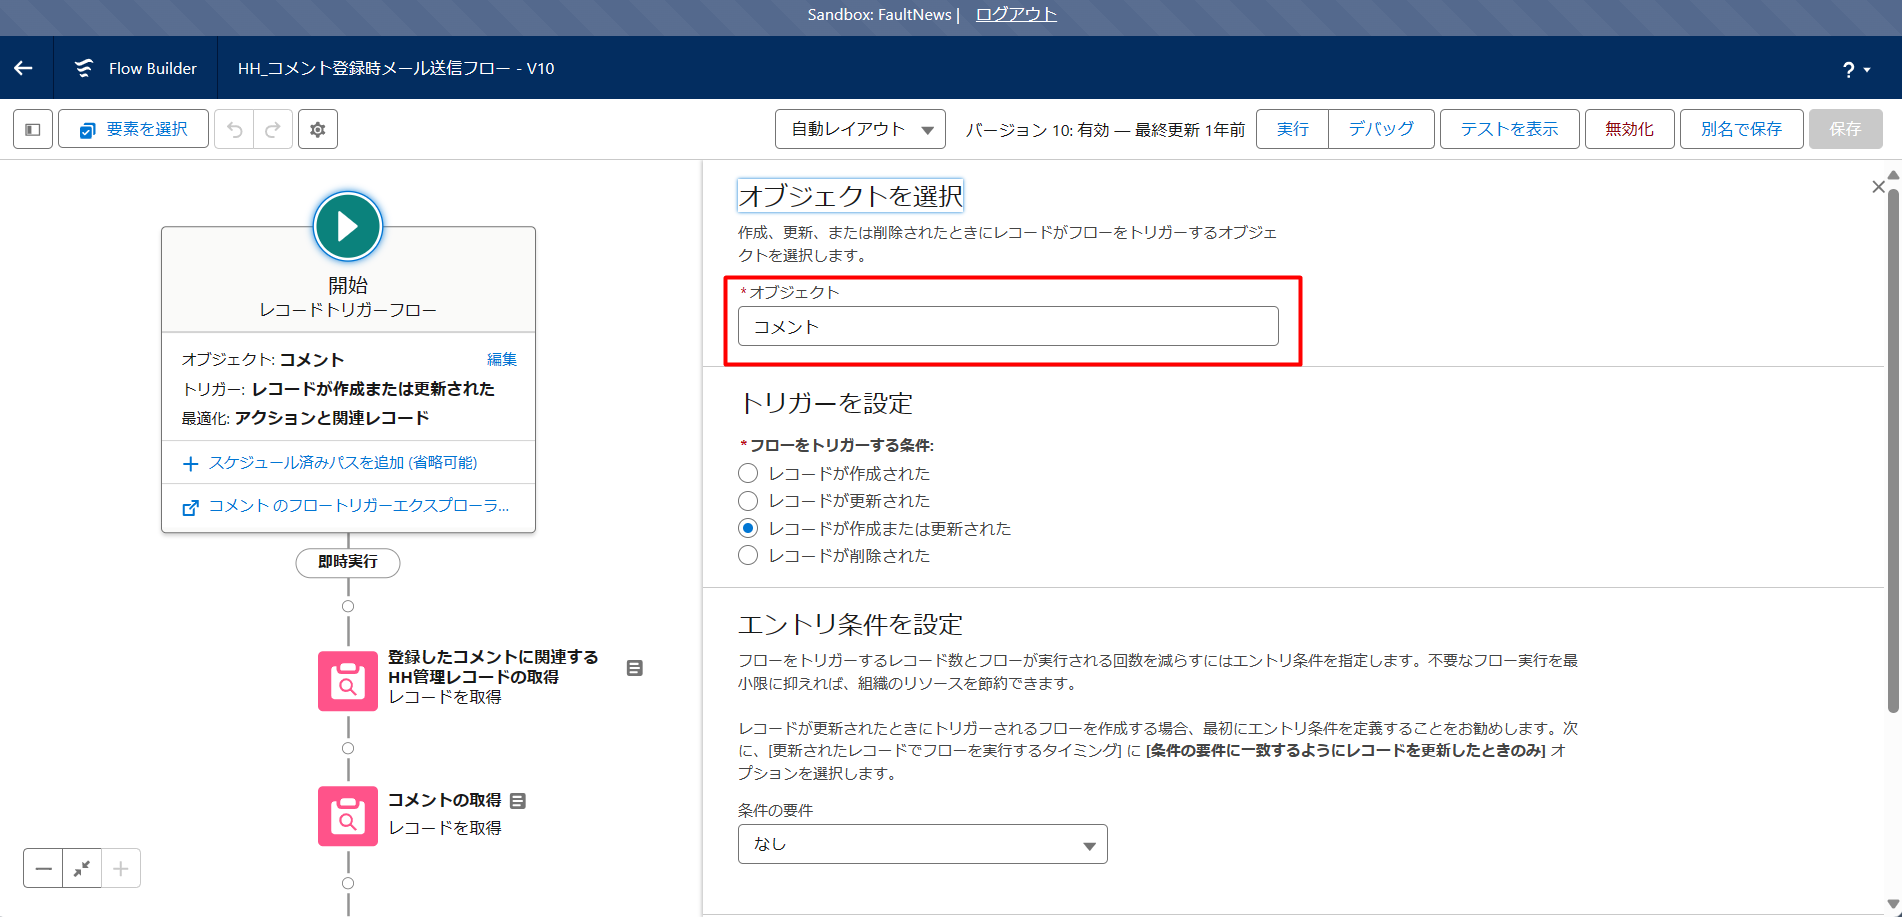 Sandbox: FaultNews | ログアウト
Flow Builder
HH_コメント登録時メール送信フロー - V10
?
要素を選択
自動レイアウト
バージョン 10: 有効 — 最終更新 1年前
実行
デバッグ
テストを表示
無効化
別名で保存
保存
開始
レコードトリガーフロー
オブジェクト: コメント
編集
トリガー: レコードが作成または更新された
最適化: アクションと関連レコード
スケジュール済みパスを追加 (省略可能)
コメント のフロートリガーエクスプローラ...
即時実行
登録したコメントに関連する
HH管理レコードの取得
レコードを取得
コメントの取得
レコードを取得
オブジェクトを選択
作成、更新、または削除されたときにレコードがフローをトリガーするオブジェ
クトを選択します。
*オブジェクト
コメント
トリガーを設定
*フローをトリガーする条件:
レコードが作成された
レコードが更新された
レコードが作成または更新された
レコードが削除された
エントリ条件を設定
フローをトリガーするレコード数とフローが実行される回数を減らすにはエントリ条件を指定します。不要なフロー実行を最
小限に抑えれば、組織のリソースを節約できます。
レコードが更新されたときにトリガーされるフローを作成する場合、最初にエントリ条件を定義することをお勧めします。次
に、[更新されたレコードでフローを実行するタイミング] に [条件の要件に一致するようにレコードを更新したときのみ] オ
プションを選択します。
条件の要件
なし